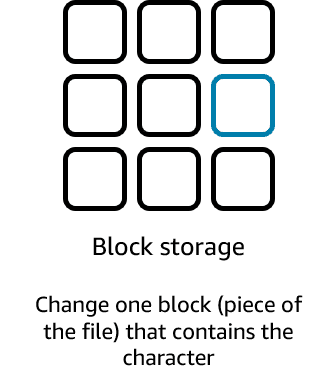 Block storage
Change one block (piece of
the file) that contains the
character